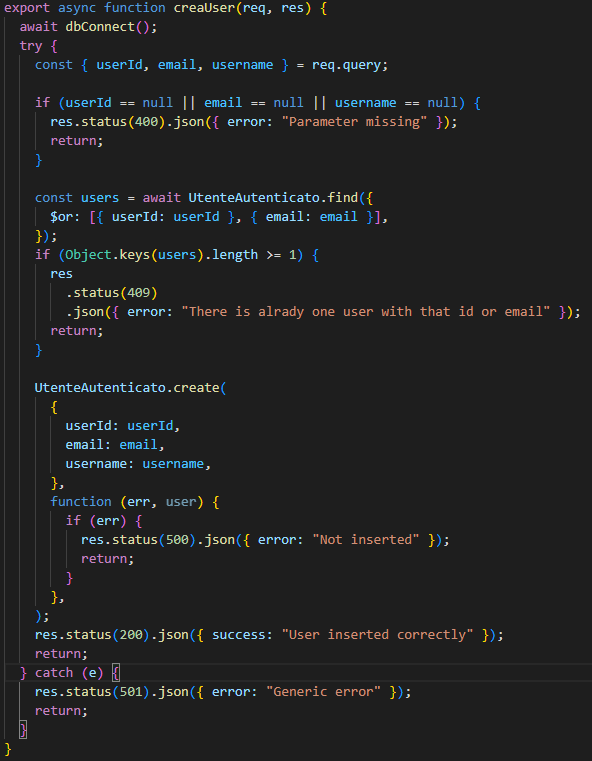 export async function creaUser(req, res) {
  await dbConnect();
  try {
    const { userId, email, username } = req.query;

    if (userId == null || email == null || username == null) {
      res.status(400).json({ error: "Parameter missing" });
      return;
    }

    const users = await UtenteAutenticato.find({
      $or: [{ userId: userId }, { email: email }],
    });
    if (Object.keys(users).length >= 1) {
      res
        .status(409)
        .json({ error: "There is alrady one user with that id or email" });
      return;
    }

    UtenteAutenticato.create(
      {
        userId: userId,
        email: email,
        username: username,
      },
      function (err, user) {
        if (err) {
          res.status(500).json({ error: "Not inserted" });
          return;
        }
      },
    );
    res.status(200).json({ success: "User inserted correctly" });
    return;
  } catch (e) {
    res.status(501).json({ error: "Generic error" });
    return;
  }
}